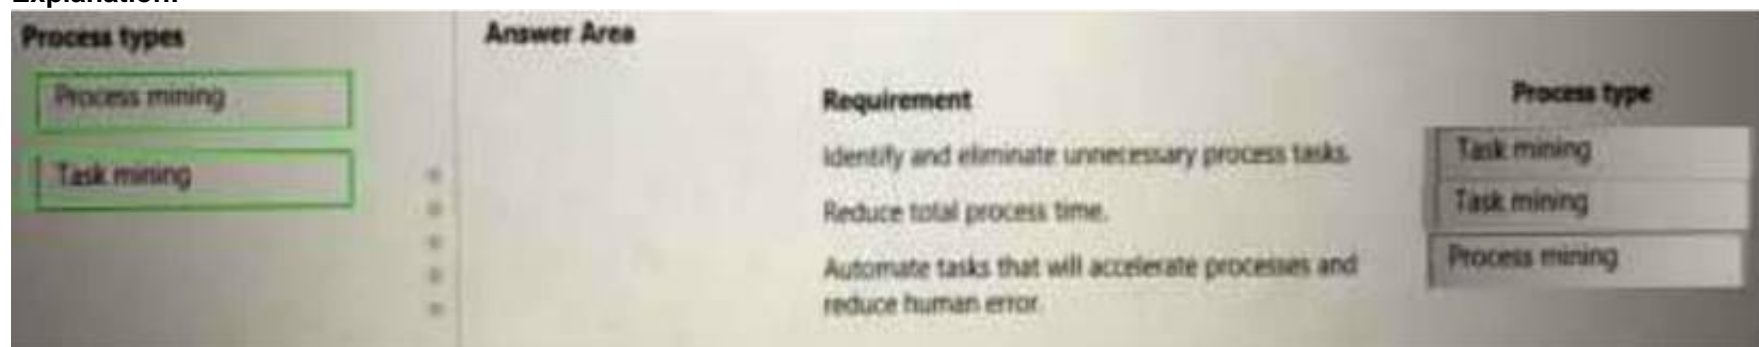 Explanation:
Process types
Answer Area
Process mining
Task mining
Requirement
Process type
Identify and eliminate unnecessary process tasks.
Task mining
Reduce total process time.
Task mining
Automate tasks that will accelerate processes and
reduce human error.
Process mining